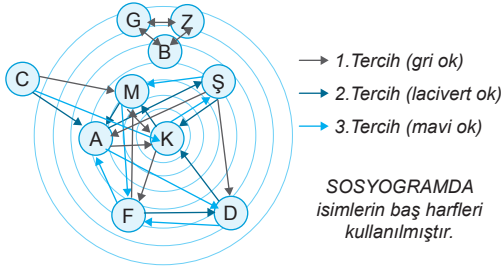 G Z
B
C
M Ş
A K
F D
1.Tercih (gri ok)
2.Tercih (lacivert ok)
3.Tercih (mavi ok)
SOSYOGRAMDA
isimlerin baş harfleri
kullanılmıştır.